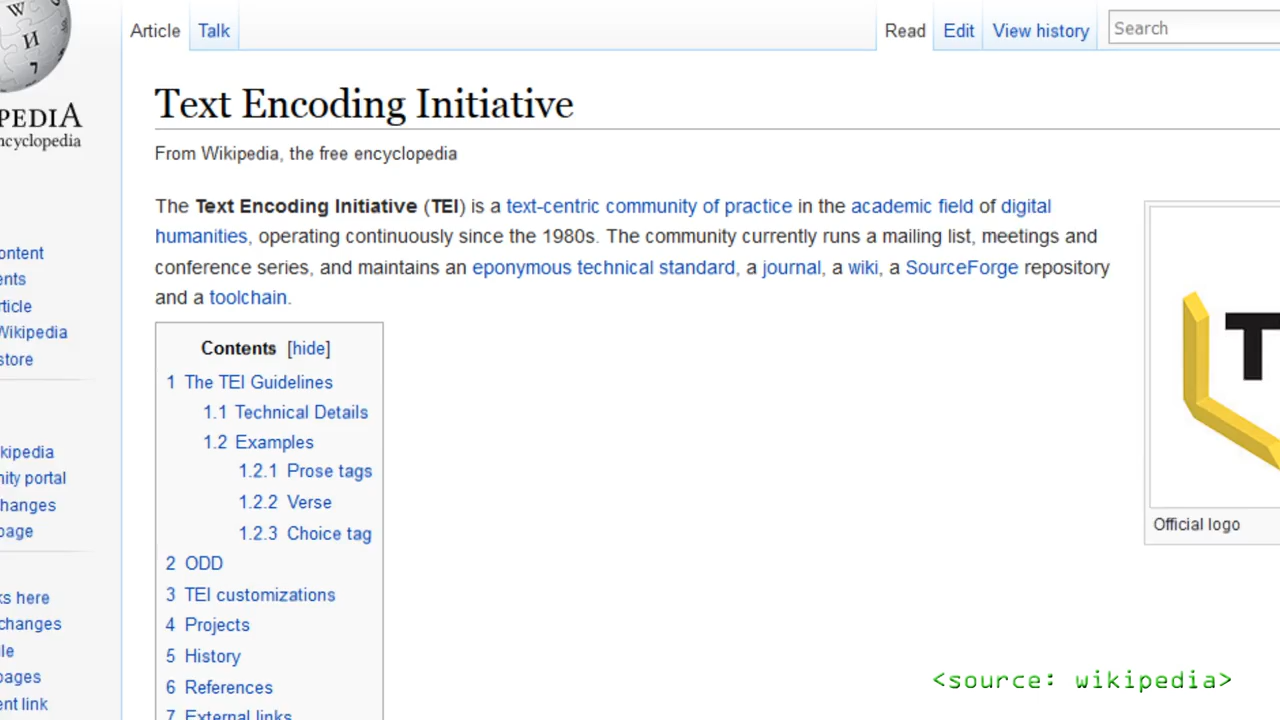 Article Talk Read Edit View history Search
Text Encoding Initiative
From Wikipedia, the free encyclopedia
The Text Encoding Initiative (TEI) is a text-centric community of practice in the academic field of digital
humanities, operating continuously since the 1980s. The community currently runs a mailing list, meetings and
conference series, and maintains an eponymous technical standard, a journal, a wiki, a SourceForge repository
and a toolchain.
Contents [hide]
1 The TEI Guidelines
1.1 Technical Details
1.2 Examples
1.2.1 Prose tags
1.2.2 Verse
1.2.3 Choice tag
2 ODD
3 TEI customizations
4 Projects
5 History
6 References
7 External links
T
Official logo
PEDIA
ncyclopedia
ontent
ents
rticle
Wikipedia
store
kipedia
nity portal
hanges
page
ks here
changes
ile
pages
ent link
<source: wikipedia>